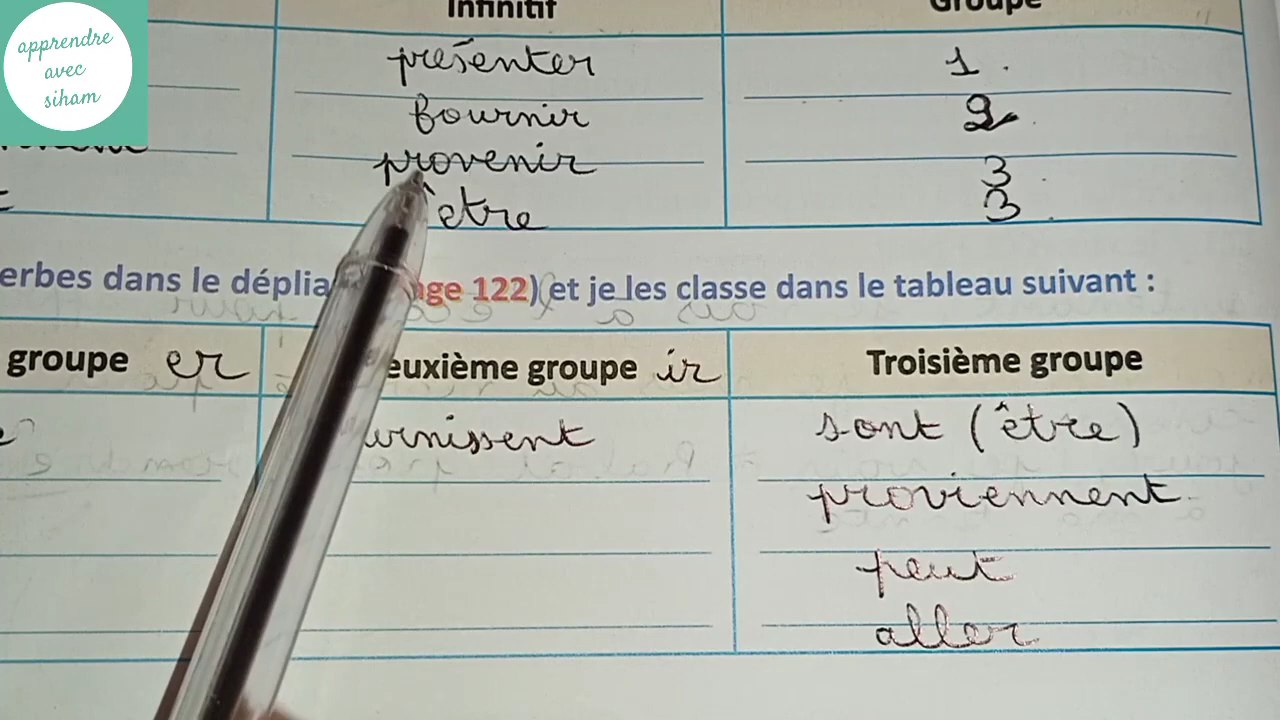 apprendre
avec
siham
Infinitif Groupe
présenter 1.
fournir 2.
provenir 3.
être 3.
erbes dans le déplia ge 122) et je les classe dans le tableau suivant :
groupe er euxième groupe ir Troisième groupe
urnissent sont (être)
proviennent
peut
aller